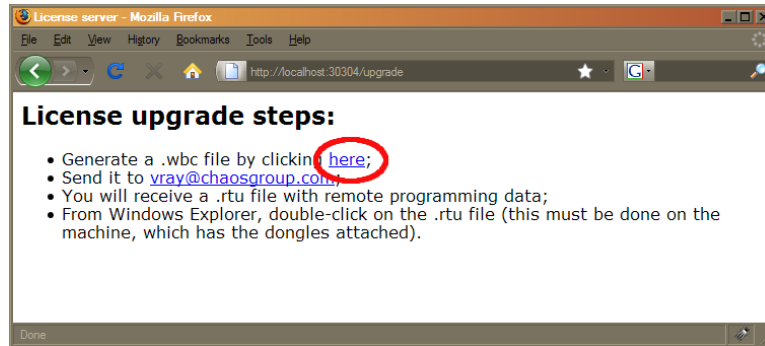 License server - Mozilla Firefox
File Edit View History Bookmarks Tools Help
http://localhost:30304/upgrade
G
License upgrade steps:
• Generate a .wbc file by clicking here;
• Send it to vray@chaosgroup.com;
• You will receive a .rtu file with remote programming data;
• From Windows Explorer, double-click on the .rtu file (this must be done on the
machine, which has the dongles attached).
Done